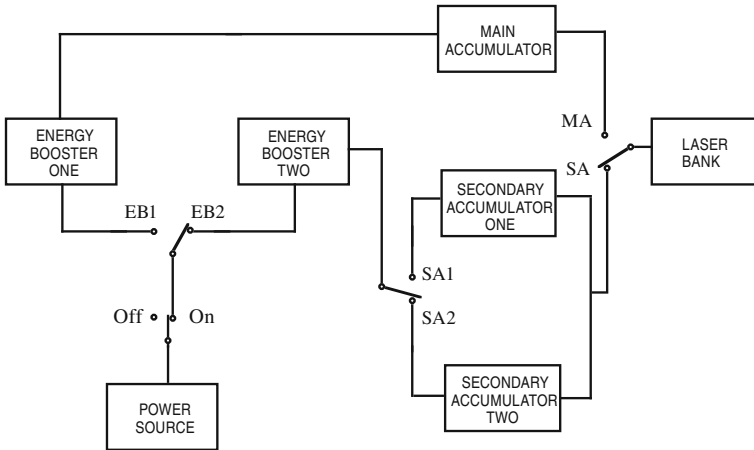 MAIN
ACCUMULATOR
ENERGY
BOOSTER
ONE
ENERGY
BOOSTER
TWO
MA
SA
LASER
BANK
SECONDARY
ACCUMULATOR
ONE
EB1
EB2
SA1
SA2
Off
On
SECONDARY
ACCUMULATOR
TWO
POWER
SOURCE